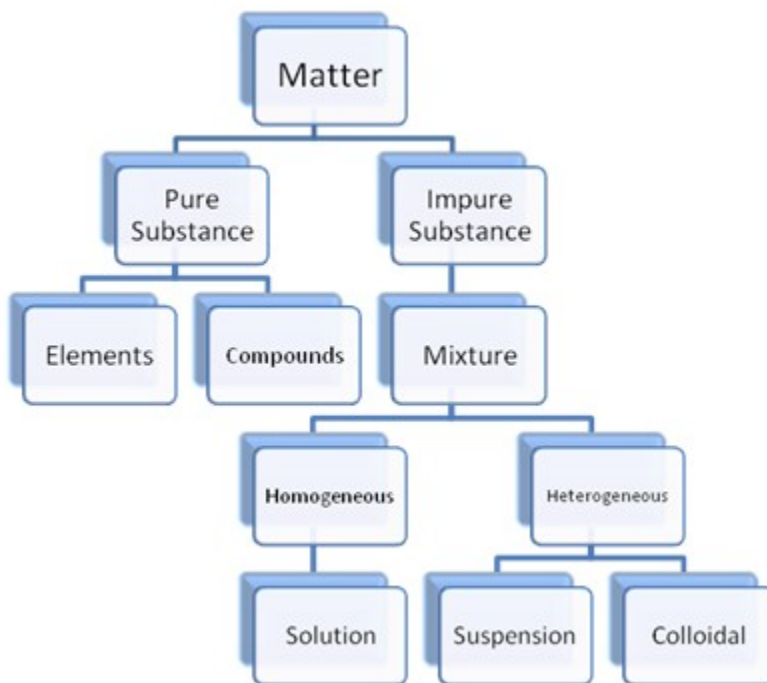 Matter
Pure
Substance
Impure
Substance
Elements
Compounds
Mixture
Homogeneous
Heterogeneous
Solution
Suspension
Colloidal